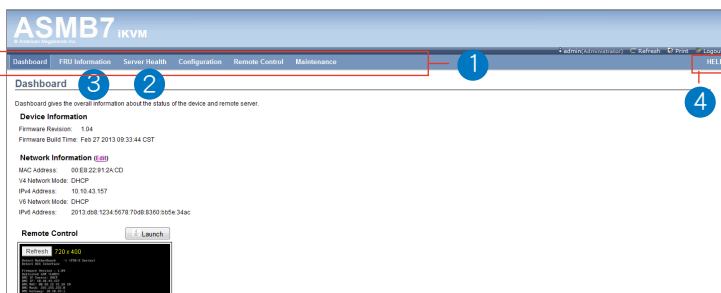 ASMB7 iKVM
admin(Administrator) Refresh Print Logou
Dashboard FRU Information Server Health Configuration Remote Control Maintenance HEL
1
Dashboard
3 2 4
Dashboard gives the overall information about the status of the device and remote server.
Device Information
Firmware Revision: 1.04
Firmware Build Time: Feb 27 2013 09:33:44 CST
Network Information (Edit)
MAC Address: 00:E8:22:91:2A:CD
V4 Network Mode: DHCP
IPv4 Address: 10.10.43.157
V6 Network Mode: DHCP
IPv6 Address: 2013:db8:1234:5678:70d8:8360:bb5e:34ac
Remote Control Launch
Refresh 720 x 400